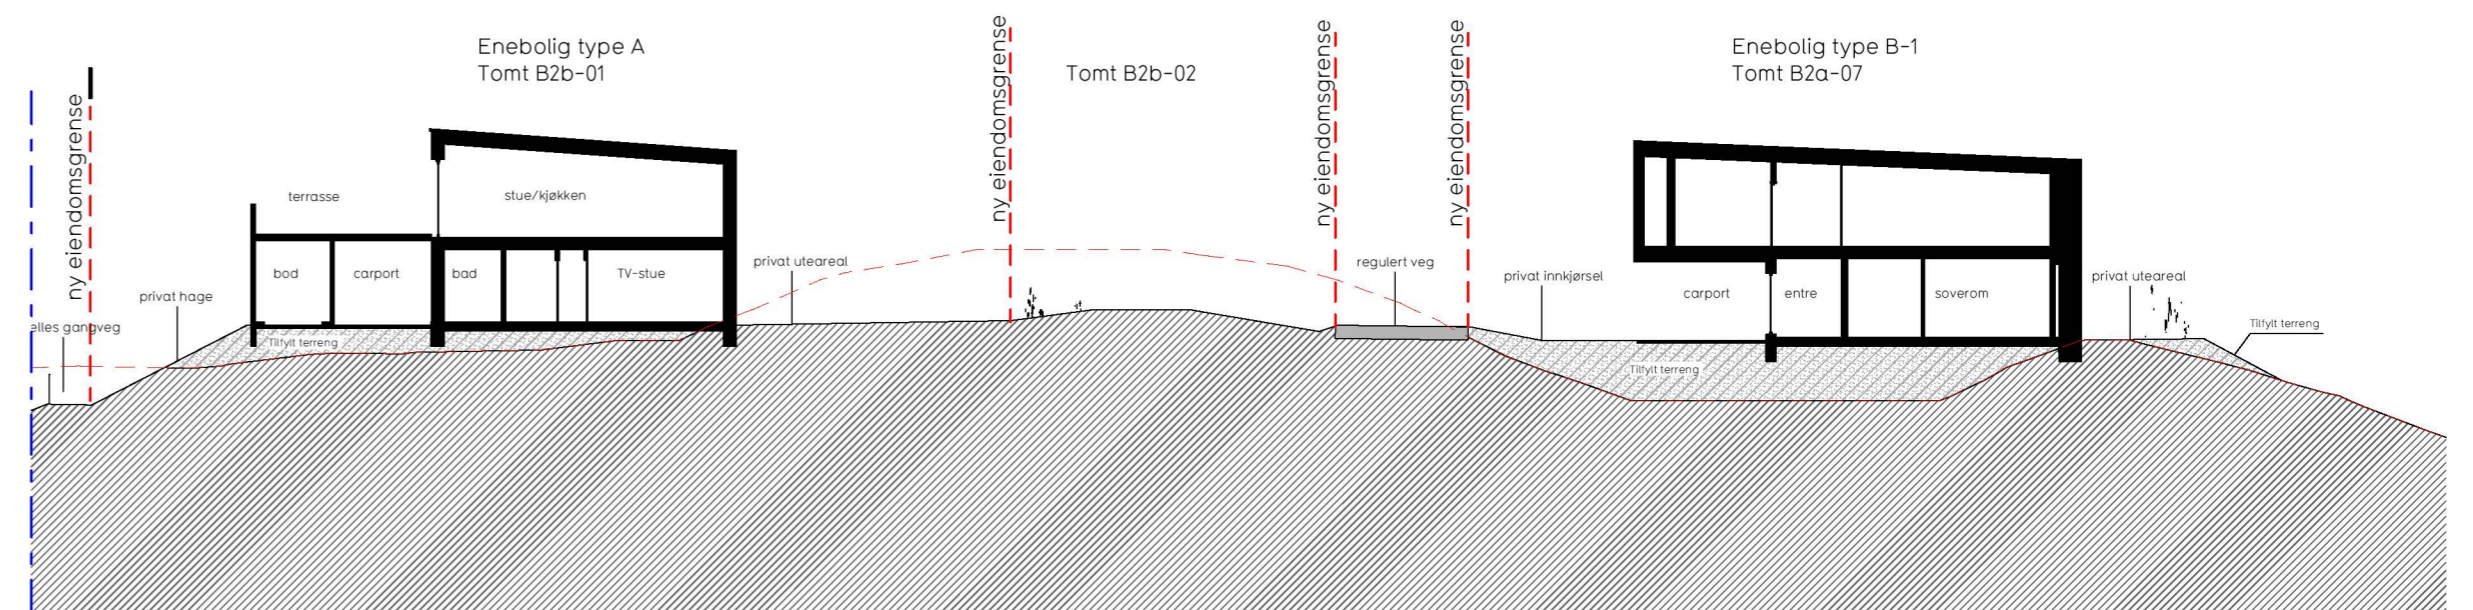 Enebolig type A
Tomt B2b-01
Tomt B2b-02
Enebolig type B-1
Tomt B2a-07
ny eiendomsgrense
ny eiendomsgrense
ny eiendomsgrense
ny eiendomsgrense
terrasse
stue/kjøkken
bod
carport
bad
TV-stue
privat uteareal
regulert veg
privat innkjørsel
carport
entre
soverom
privat uteareal
privat hage
elles gangveg
Tilfylt terreng
Tilfylt terreng
Tilfylt terreng